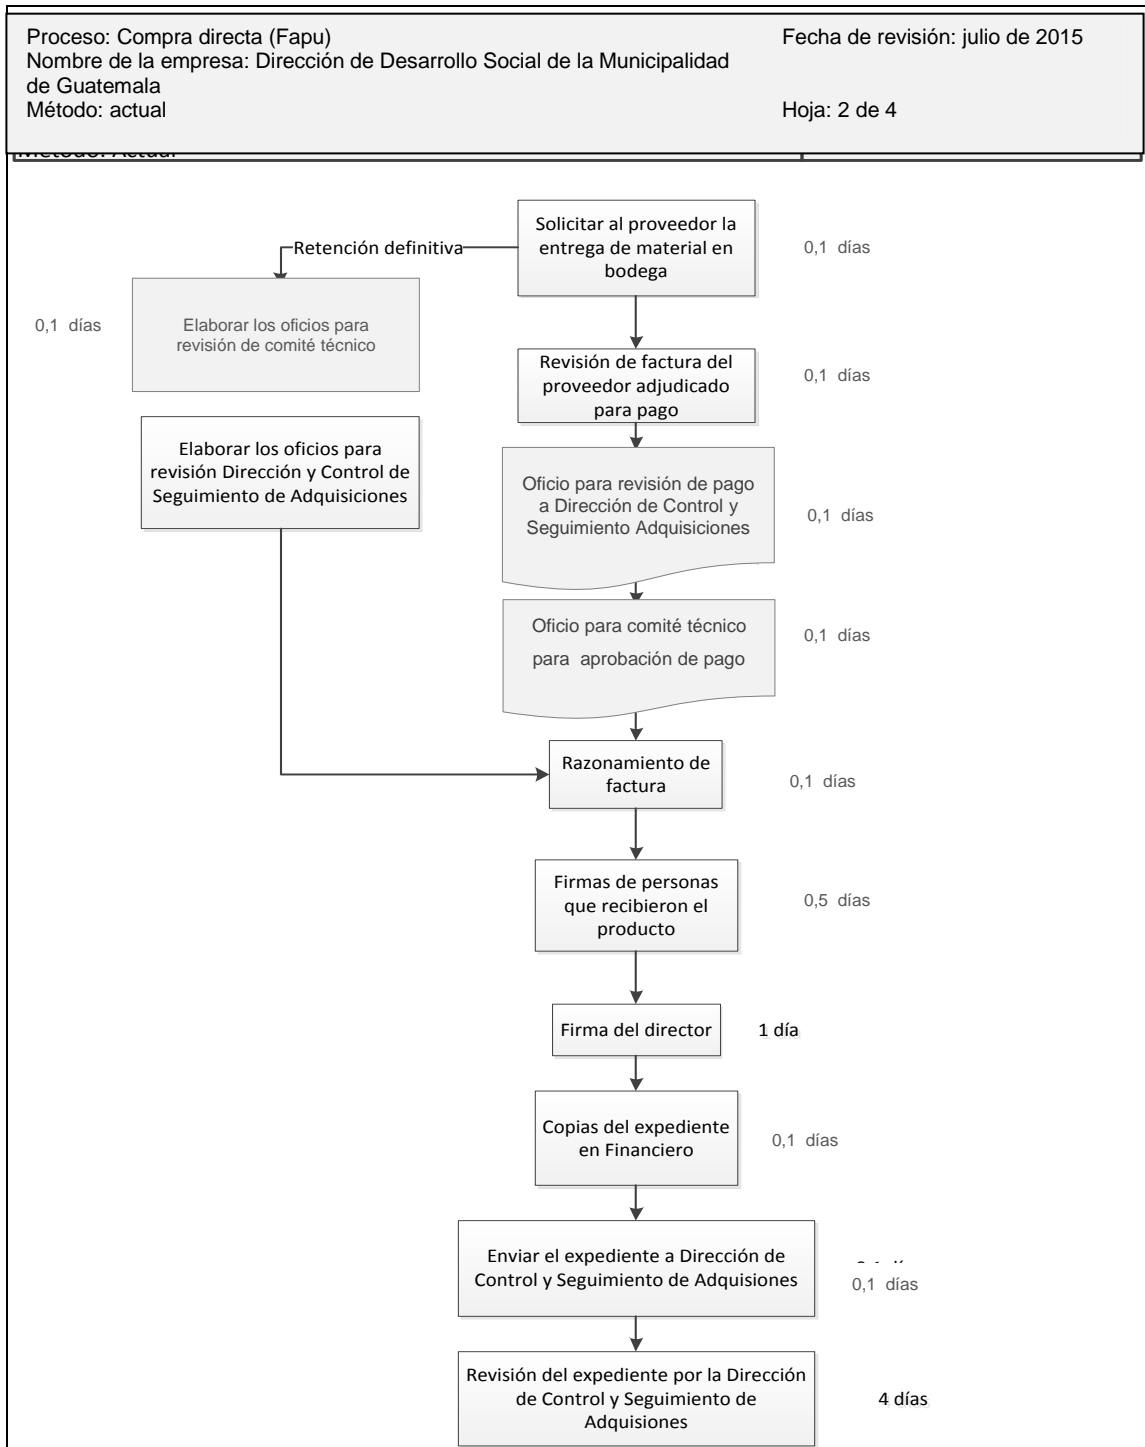 Proceso: Compra directa (Fapu)
Fecha de revisión: julio de 2015
Nombre de la empresa: Dirección de Desarrollo Social de la Municipalidad
de Guatemala
Método: actual
Hoja: 2 de 4
Método: Actual
Solicitar al proveedor la
entrega de material en
bodega
0,1 días
Retención definitiva
Elaborar los oficios para
revisión de comité técnico
0,1 días
Revisión de factura del
proveedor adjudicado
para pago
0,1 días
Elaborar los oficios para
revisión Dirección y Control de
Seguimiento de Adquisiciones
Oficio para revisión de pago
a Dirección de Control y
Seguimiento Adquisiciones
0,1 días
Oficio para comité técnico
para aprobación de pago
0,1 días
Razonamiento de
factura
0,1 días
Firmas de personas
que recibieron el
producto
0,5 días
Firma del director
1 día
Copias del expediente
en Financiero
0,1 días
Enviar el expediente a Dirección de
Control y Seguimiento de Adquisiones
0,1 días
Revisión del expediente por la Dirección
de Control y Seguimiento de
Adquisiones
4 días